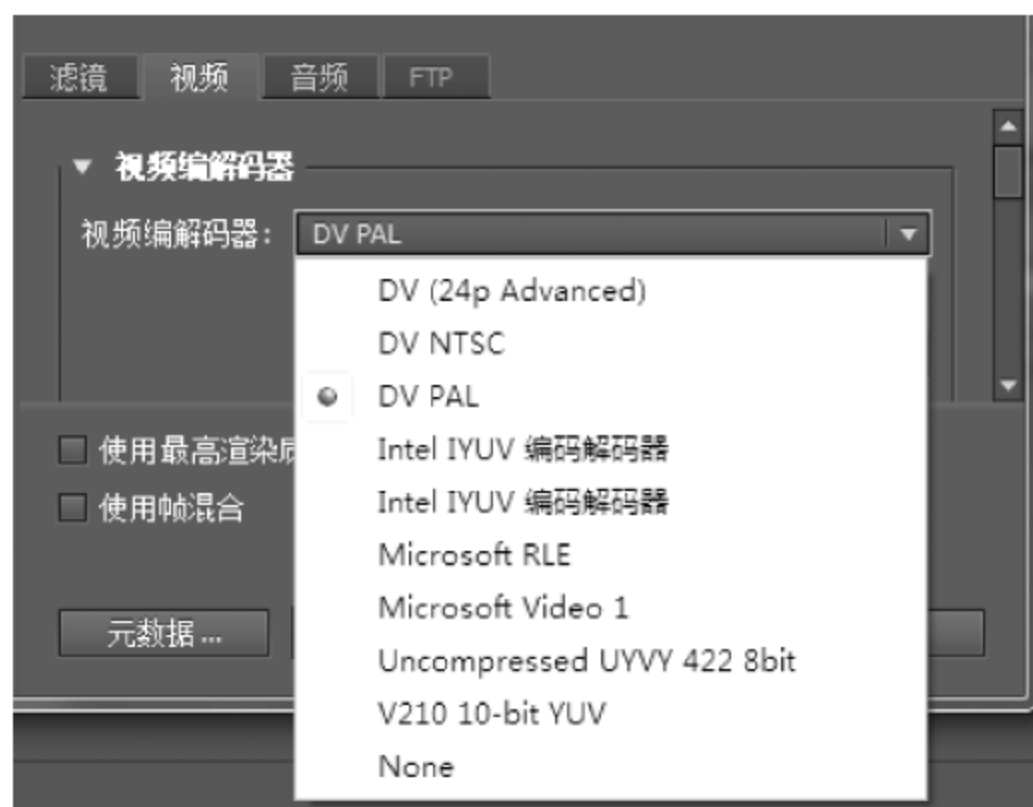 滤镜 视频 音频 FTP
视频编解码器
视频编解码器: DV PAL
DV (24p Advanced)
DV NTSC
DV PAL
使用最高渲染质
Intel IYUV 编码解码器
使用帧混合
Intel IYUV 编码解码器
Microsoft RLE
Microsoft Video 1
元数据...
Uncompressed UYVY 422 8bit
V210 10-bit YUV
None